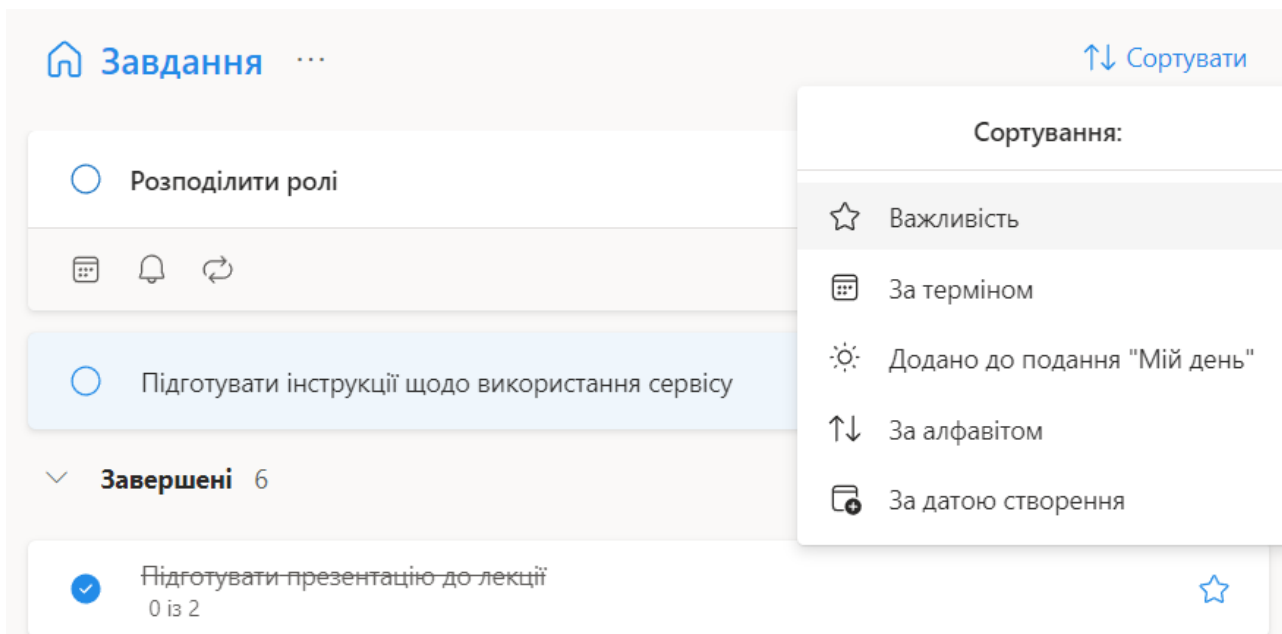 Завдання ...
Сортувати
Сортування:
Розподілити ролі
Важливість
За терміном
Додано до подання "Мій день"
Підготувати інструкції щодо використання сервісу
За алфавітом
Завершені 6
За датою створення
Підготувати презентацію до лекції
0 із 2